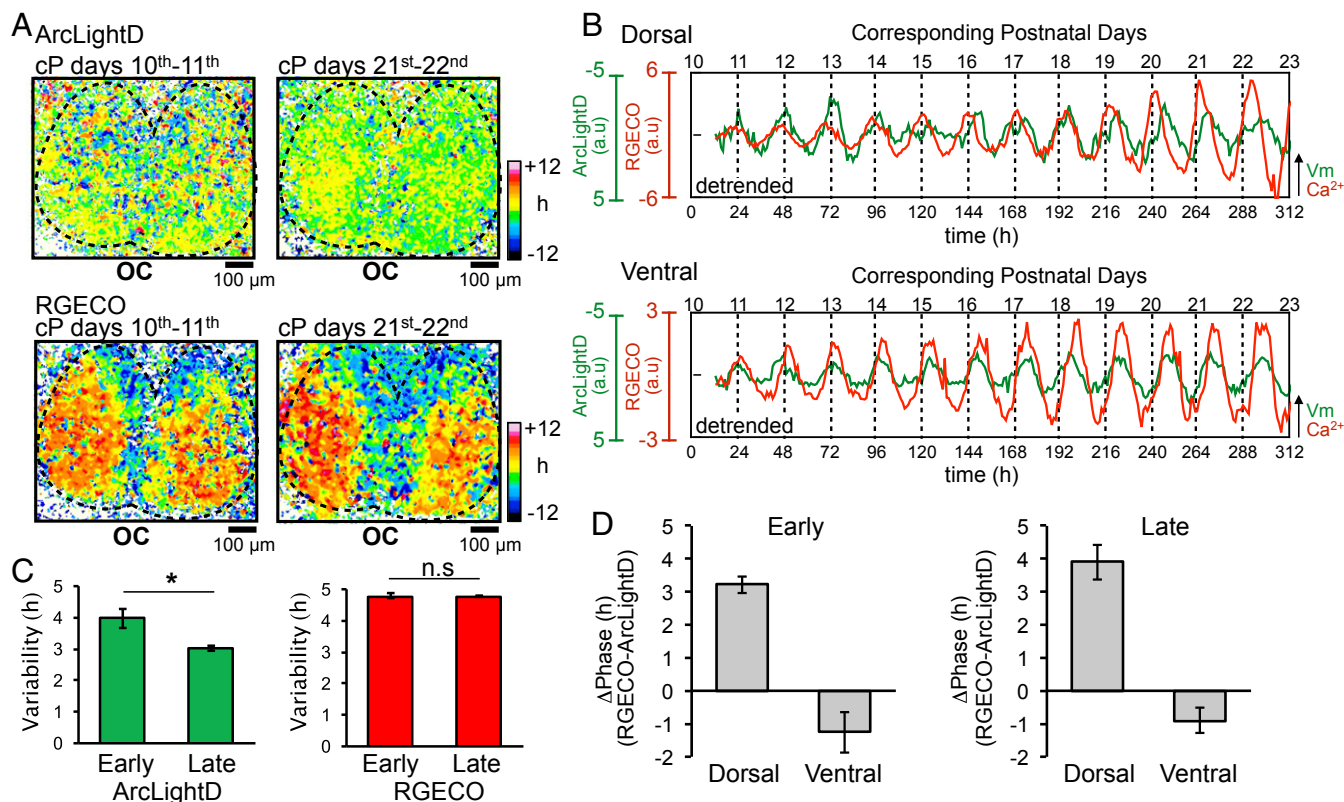 A
ArcLightD
cP days 10th-11th
cP days 21st-22nd
+12
h
-12
OC
100 µm
100 µm
RGECO
cP days 10th-11th
cP days 21st-22nd
+12
h
-12
OC
OC
100 µm
100 µm
B
Dorsal
Corresponding Postnatal Days
10 11 12 13 14 15 16 17 18 19 20 21 22 23
-5
ArcLightD
(a.u)
5
6
RGECO
(a.u)
-6
detrended
Vm
Ca2+
0 24 48 72 96 120 144 168 192 216 240 264 288 312
time (h)
Ventral
Corresponding Postnatal Days
10 11 12 13 14 15 16 17 18 19 20 21 22 23
-5
ArcLightD
(a.u)
5
3
RGECO
(a.u)
-3
detrended
Vm
Ca2+
0 24 48 72 96 120 144 168 192 216 240 264 288 312
time (h)
C
Variability (h)
5
4
3
2
1
0
*
Early Late
ArcLightD
Variability (h)
5
4
3
2
1
0
n.s
Early Late
RGECO
D
Early
ΔPhase (h)
(RGECO-ArcLightD)
5
4
3
2
1
0
-1
-2
Dorsal Ventral
Late
ΔPhase (h)
(RGECO-ArcLightD)
5
4
3
2
1
0
-1
-2
Dorsal Ventral